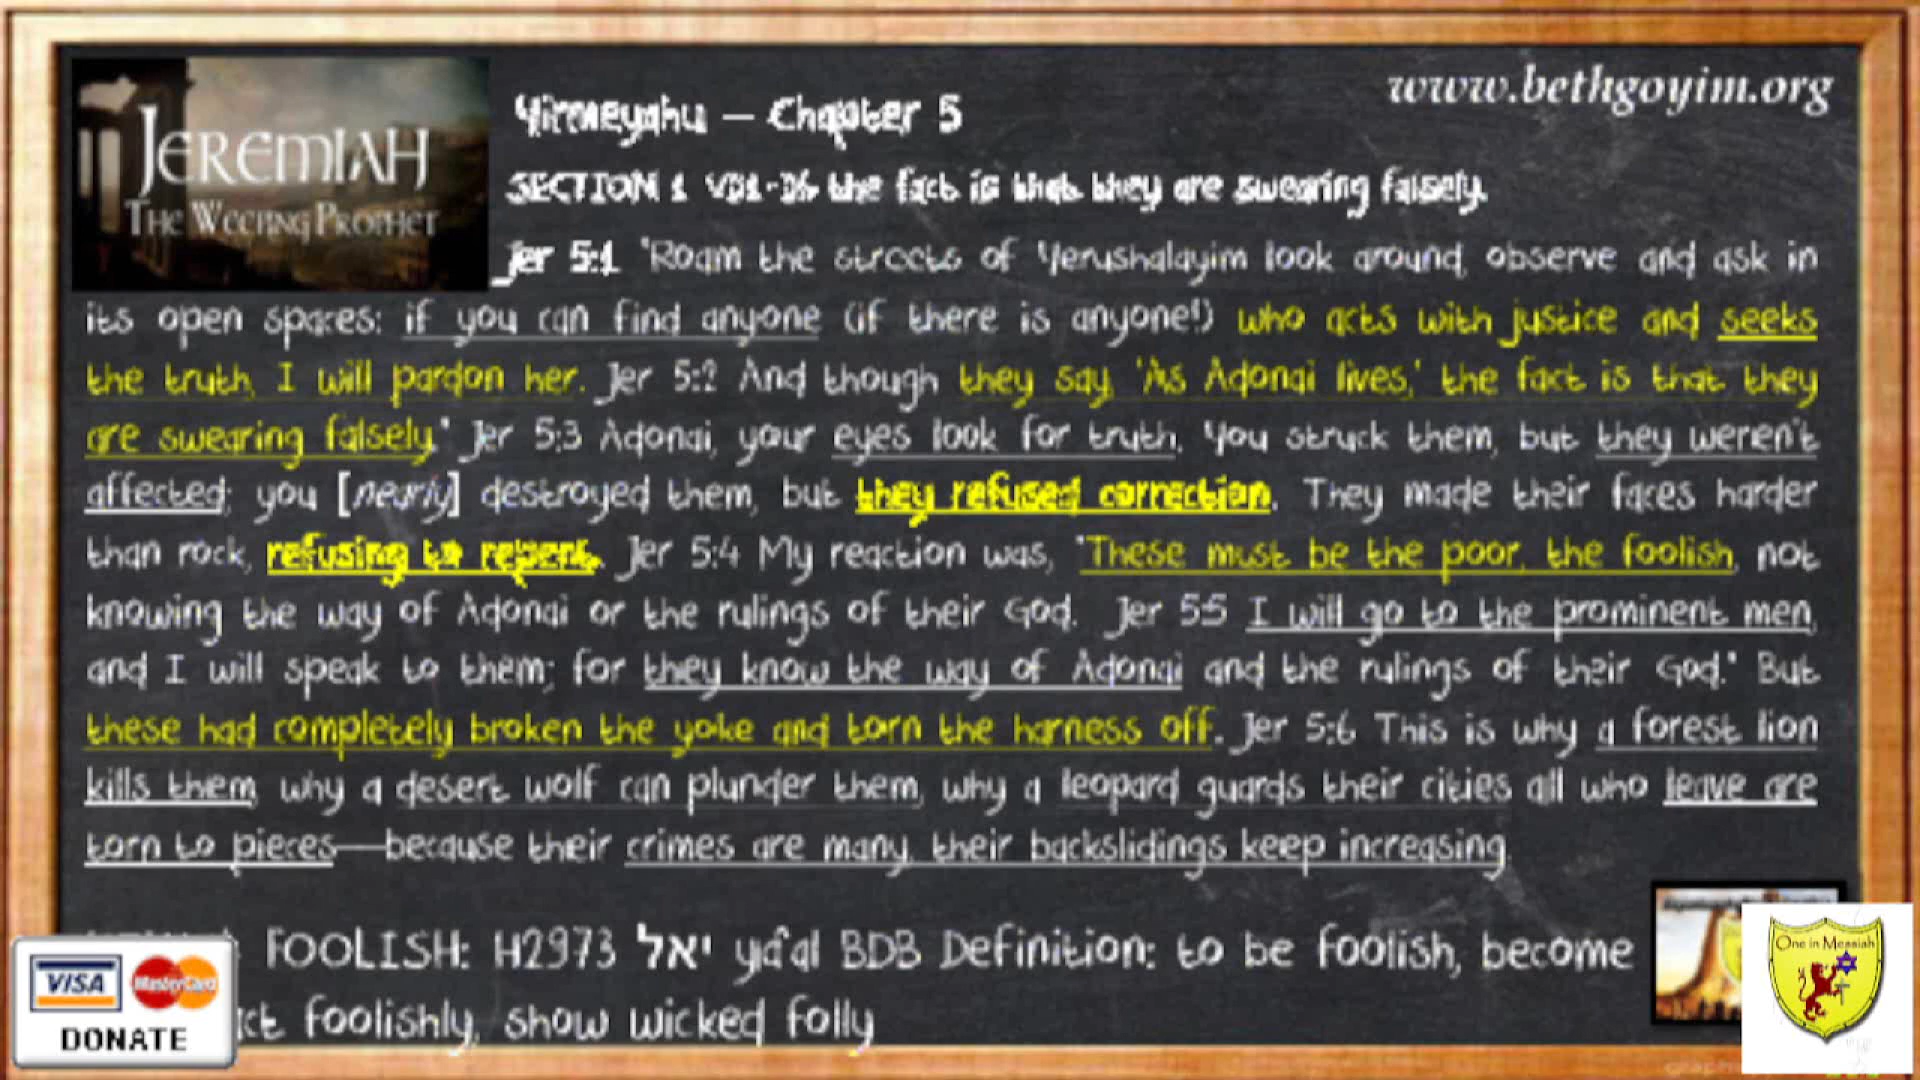 www.bethgoyim.org
JEREMIAH
THE WEEPING PROPHET
Yirmeyahu – Chapter 5
SECTION 1 V01-06 the fact is that they are swearing falsely.
Jer 5:1 "Roam the streets of Yerushalayim look around, observe and ask in
its open spaces: if you can find anyone (if there is anyone!) who acts with justice and seeks
the truth, I will pardon her. Jer 5:2 And though they say, 'As Adonai lives,' the fact is that they
are swearing falsely." Jer 5:3 Adonai, your eyes look for truth. You struck them, but they weren't
affected; you [nearly] destroyed them, but they refused correction. They made their faces harder
than rock, refusing to repent. Jer 5:4 My reaction was, "These must be the poor, the foolish, not
knowing the way of Adonai or the rulings of their God. Jer 5:5 I will go to the prominent men,
and I will speak to them; for they know the way of Adonai and the rulings of their God." But
these had completely broken the yoke and torn the harness off. Jer 5:6 This is why a forest lion
kills them, why a desert wolf can plunder them, why a leopard guards their cities all who leave are
torn to pieces—because their crimes are many, their backslidings keep increasing.
FOOLISH: H2973 יאל yâ'al BDB Definition: to be foolish, become
foolishly, show wicked folly
VISA MasterCard
DONATE
One in Messiah